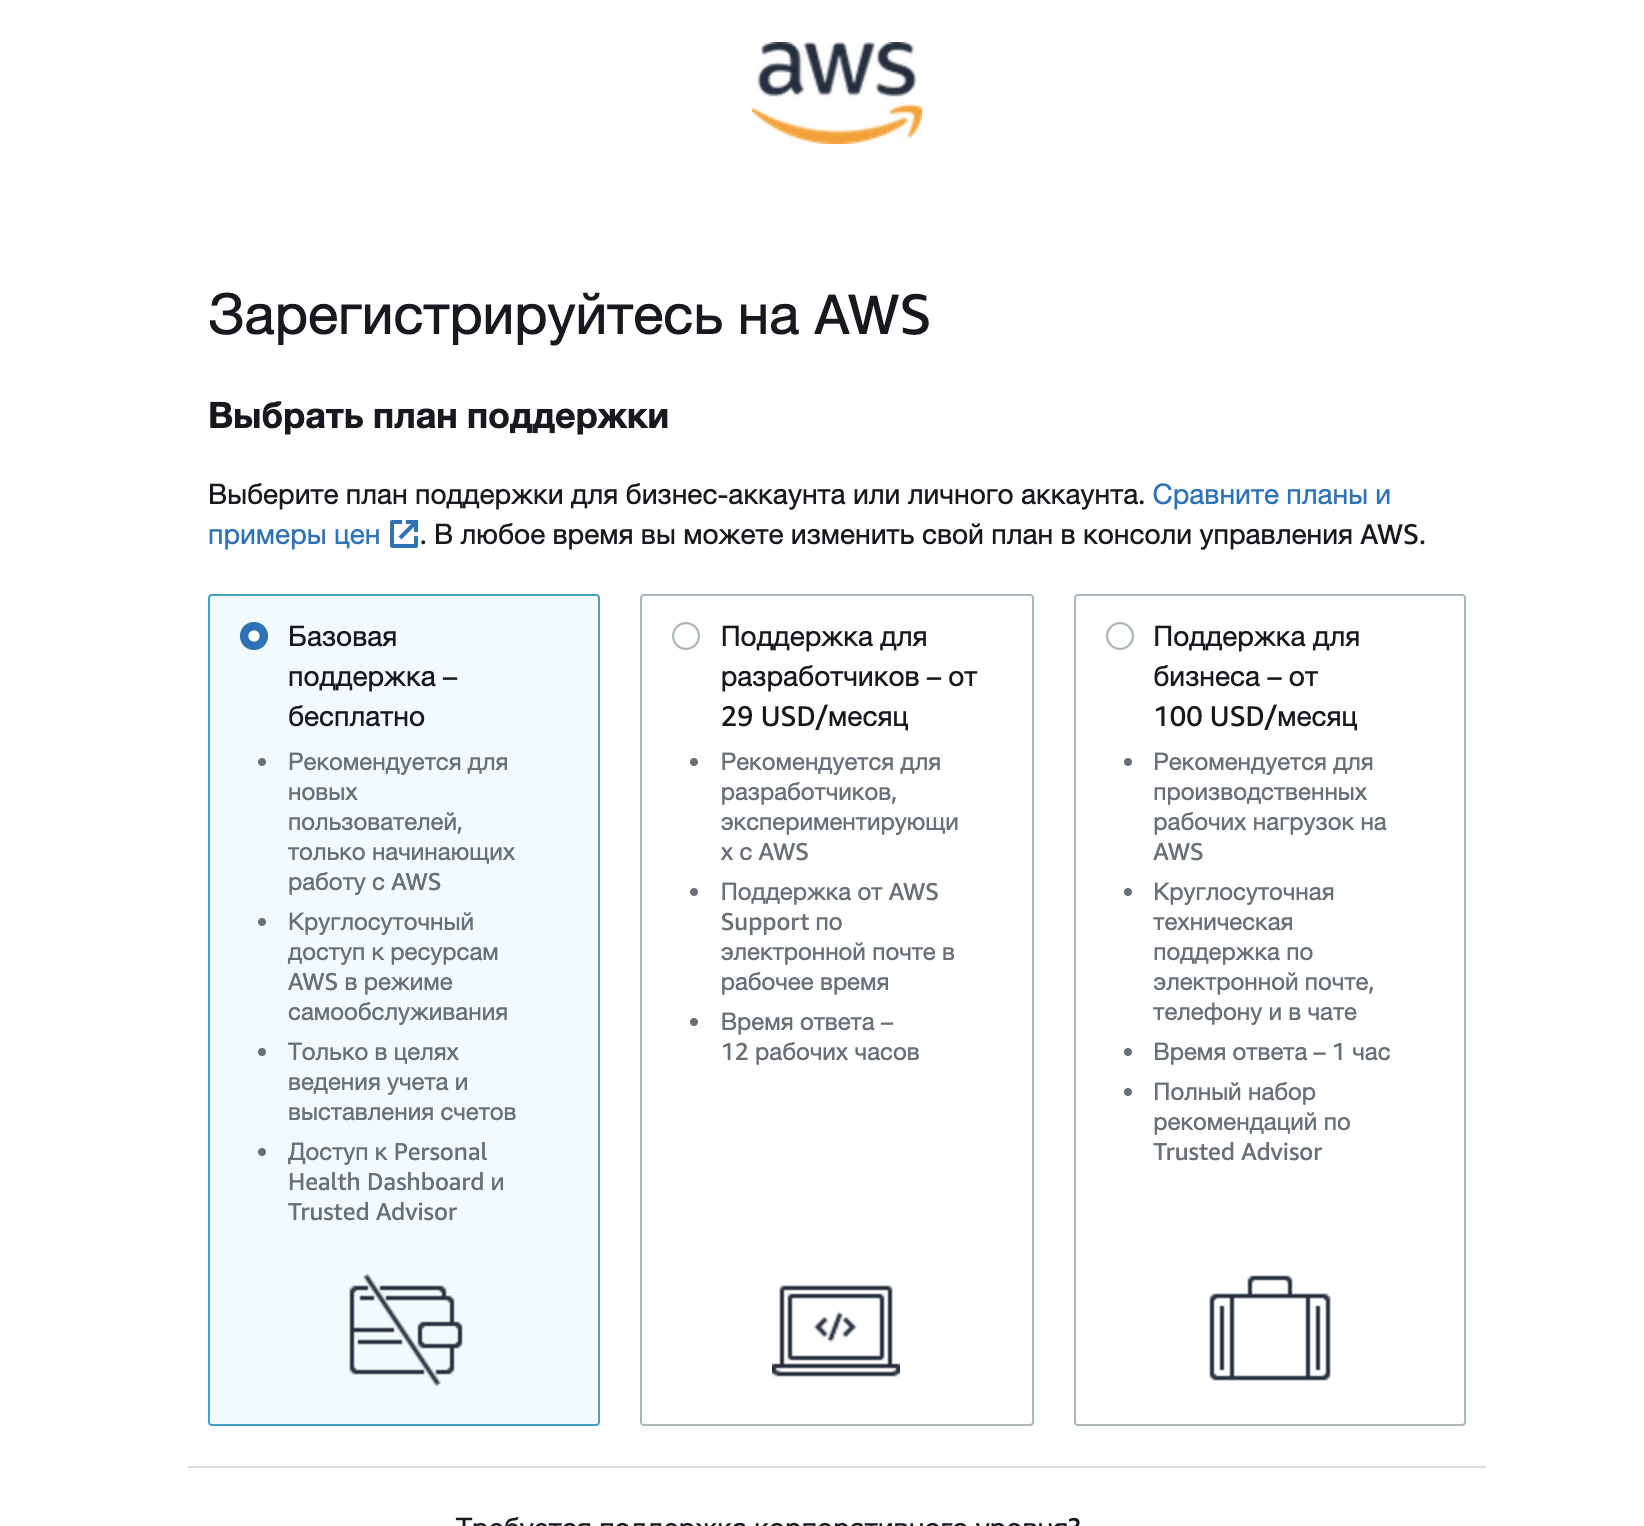 aws
Зарегистрируйтесь на AWS
Выбрать план поддержки
Выберите план поддержки для бизнес-аккаунта или личного аккаунта. Сравните планы и
примеры цен. В любое время вы можете изменить свой план в консоли управления AWS.
Базовая
поддержка –
бесплатно
Рекомендуется для
новых
пользователей,
только начинающих
работу с AWS
Круглосуточный
доступ к ресурсам
AWS в режиме
самообслуживания
Только в целях
ведения учета и
выставления счетов
Доступ к Personal
Health Dashboard и
Trusted Advisor
Поддержка для
разработчиков – от
29 USD/месяц
Рекомендуется для
разработчиков,
экспериментирующи
х с AWS
Поддержка от AWS
Support по
электронной почте в
рабочее время
Время ответа –
12 рабочих часов
</>
Поддержка для
бизнеса – от
100 USD/месяц
Рекомендуется для
производственных
рабочих нагрузок на
AWS
Круглосуточная
техническая
поддержка по
электронной почте,
телефону и в чате
Время ответа – 1 час
Полный набор
рекомендаций по
Trusted Advisor
Требуется поддержка корпоративного уровня?